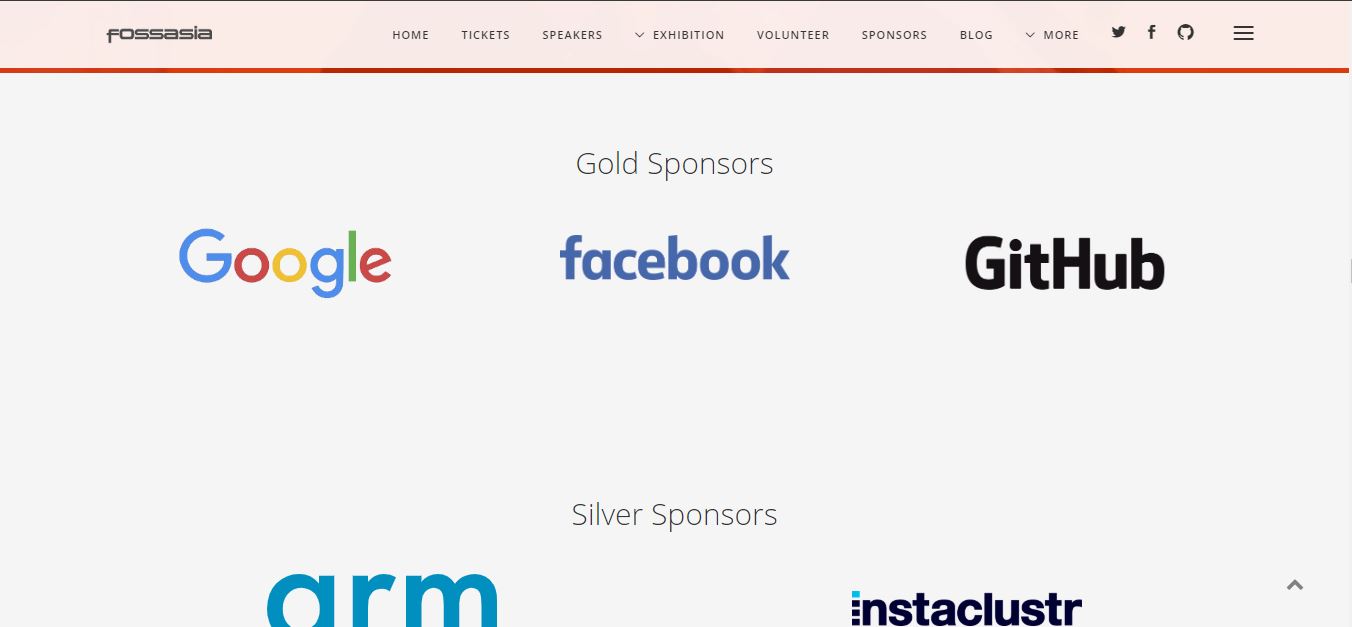 fossasia HOME TICKETS SPEAKERS EXHIBITION VOLUNTEER SPONSORS BLOG MORE
Gold Sponsors
Google facebook GitHub
Silver Sponsors
arm instaclustr